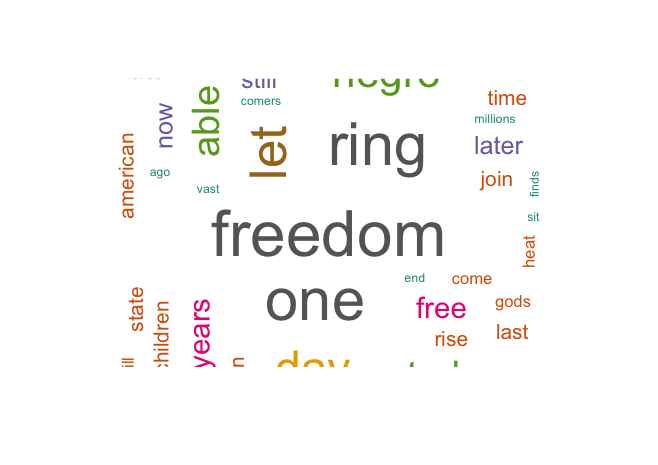 still
negro
able
comers
time
now
millions
let
ring
later
american
ago
join
finds
vast
sit
freedom
heat
end
come
one
gods
free
state
children
years
last
rise
day